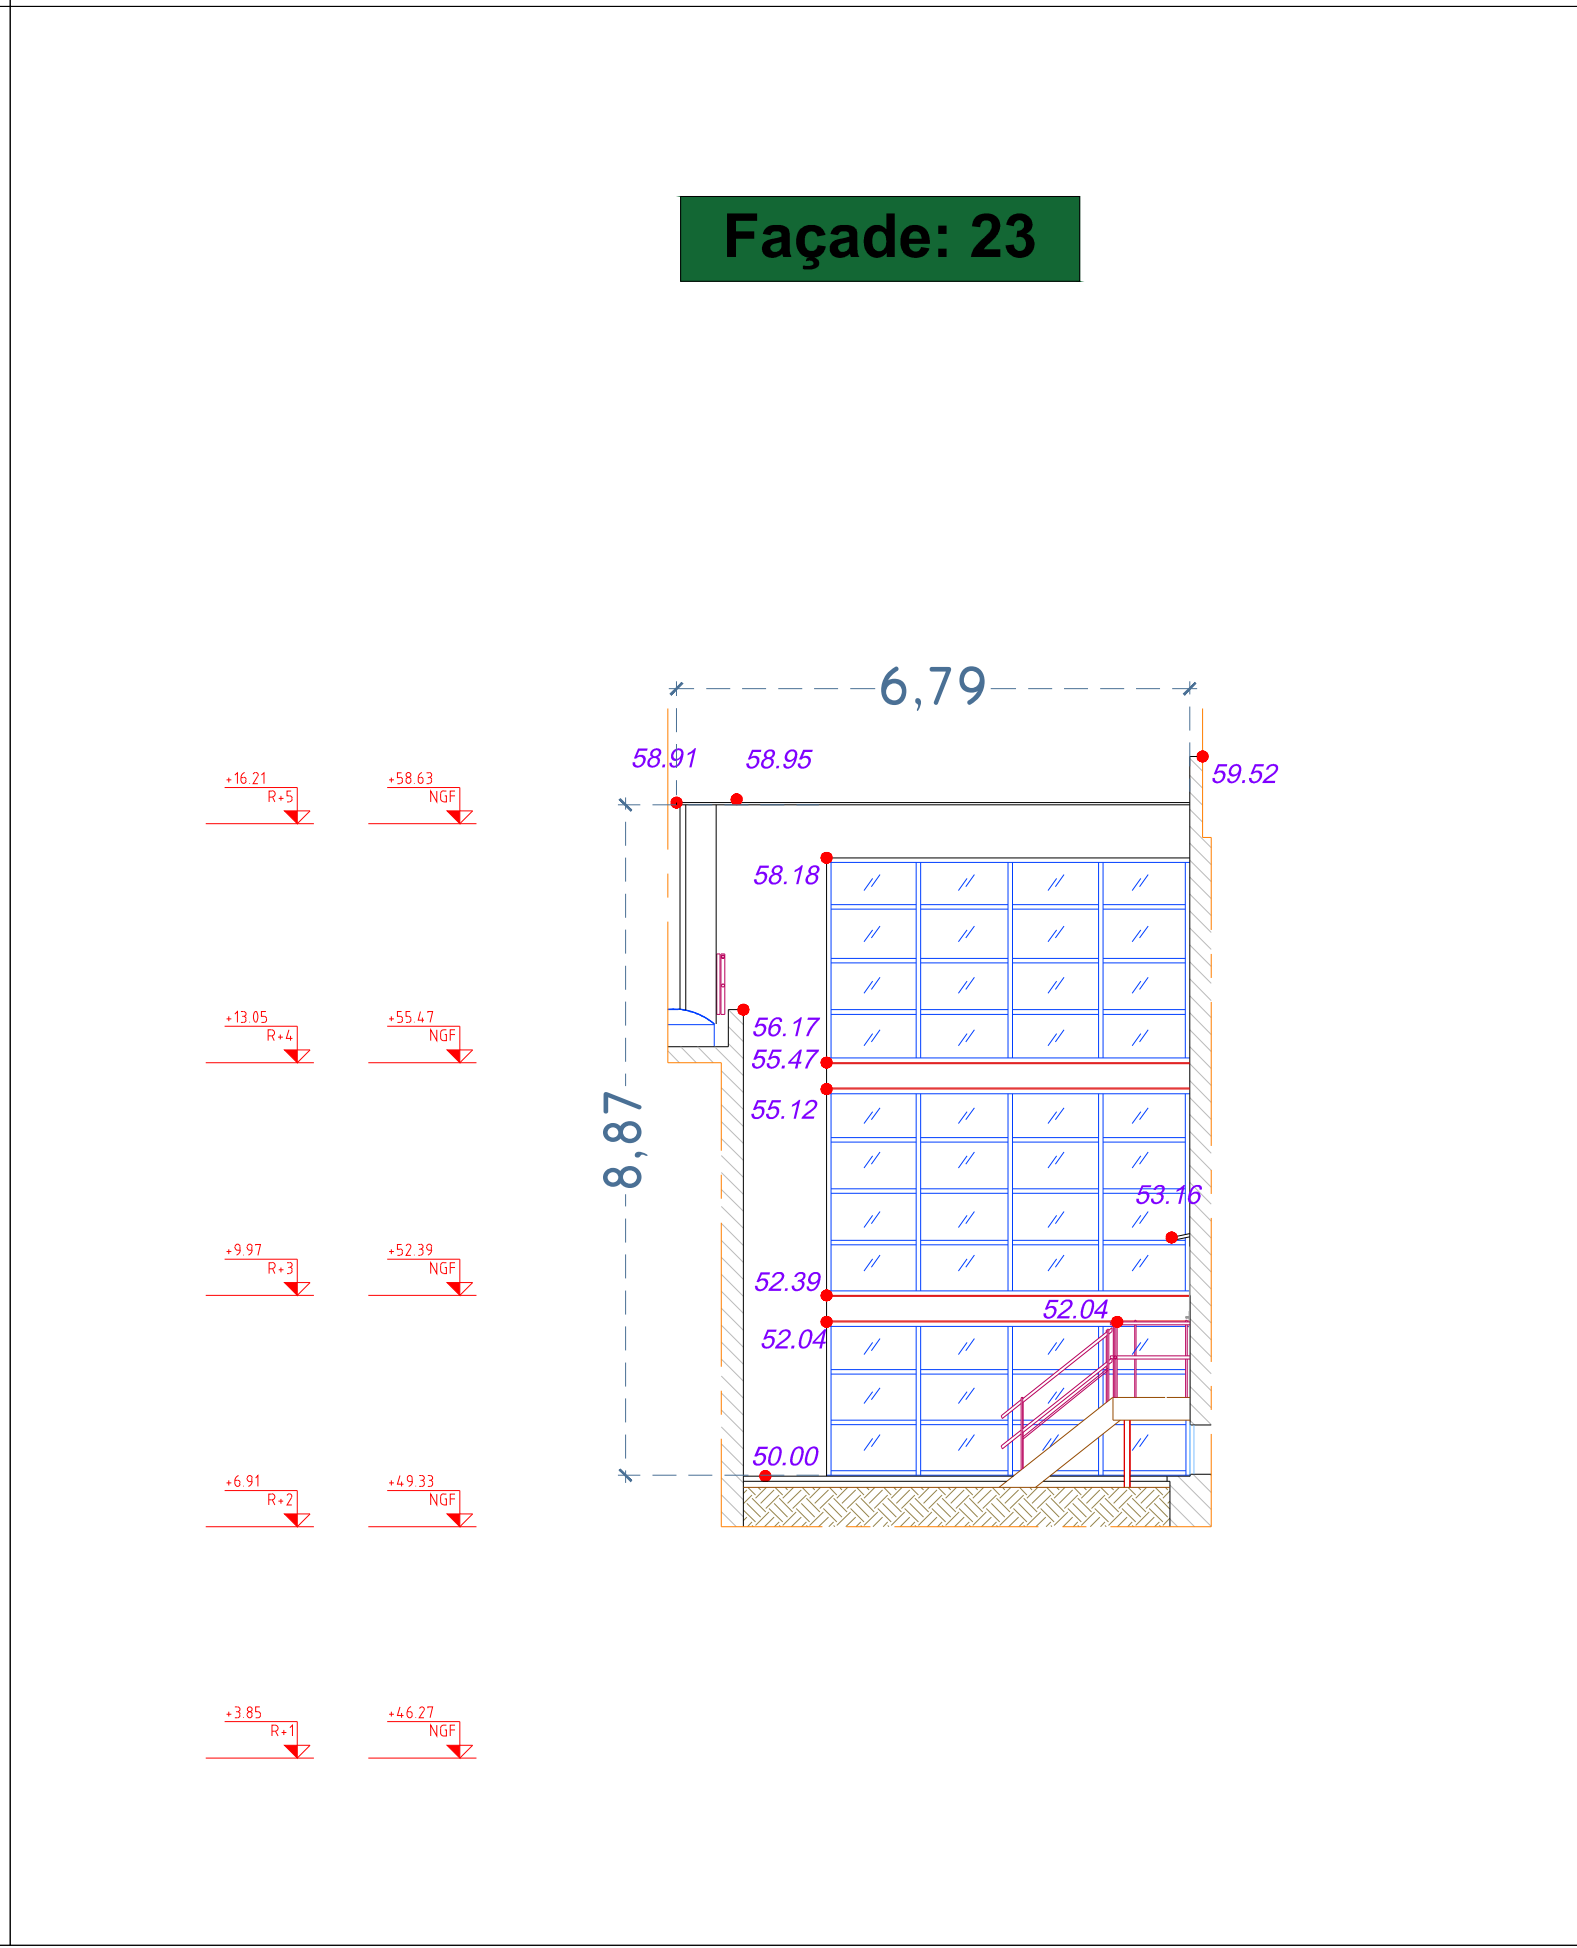 Façade: 23
6,79
58.91
58.95
59.52
+16.21
R+5
+58.63
NGF
58.18
+13.05
R+4
+55.47
NGF
56.17
55.47
55.12
8,87
53.16
+9.97
R+3
+52.39
NGF
52.39
52.04
52.04
50.00
+6.91
R+2
+49.33
NGF
+3.85
R+1
+46.27
NGF